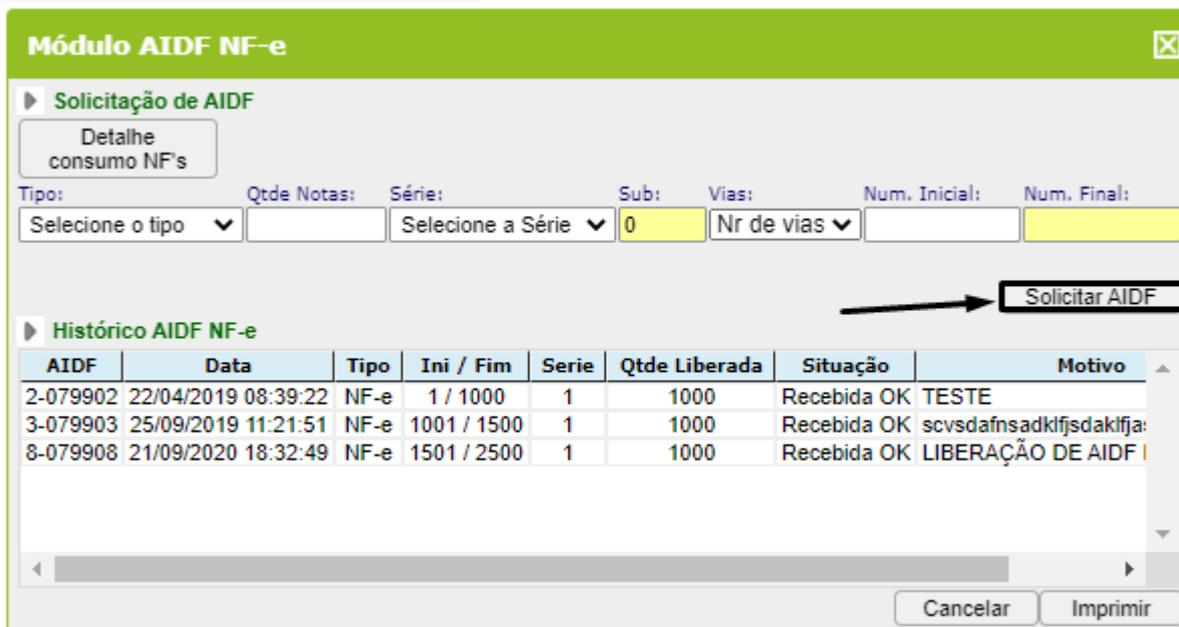 Módulo AIDF NF-e
Solicitação de AIDF
Detalhe
consumo NF's
Tipo: Qtde Notas: Série: Sub: Vias: Num. Inicial: Num. Final:
Selecione o tipo Selecione a Série 0 Nr de vias
Solicitar AIDF
Histórico AIDF NF-e
AIDF Data Tipo Ini / Fim Serie Qtde Liberada Situação Motivo
2-079902 22/04/2019 08:39:22 NF-e 1 / 1000 1 1000 Recebida OK TESTE
3-079903 25/09/2019 11:21:51 NF-e 1001 / 1500 1 1000 Recebida OK
8-079908 21/09/2020 18:32:49 NF-e 1501 / 2500 1 1000 Recebida OK LIBERAÇÃO DE AIDF
Cancelar Imprimir